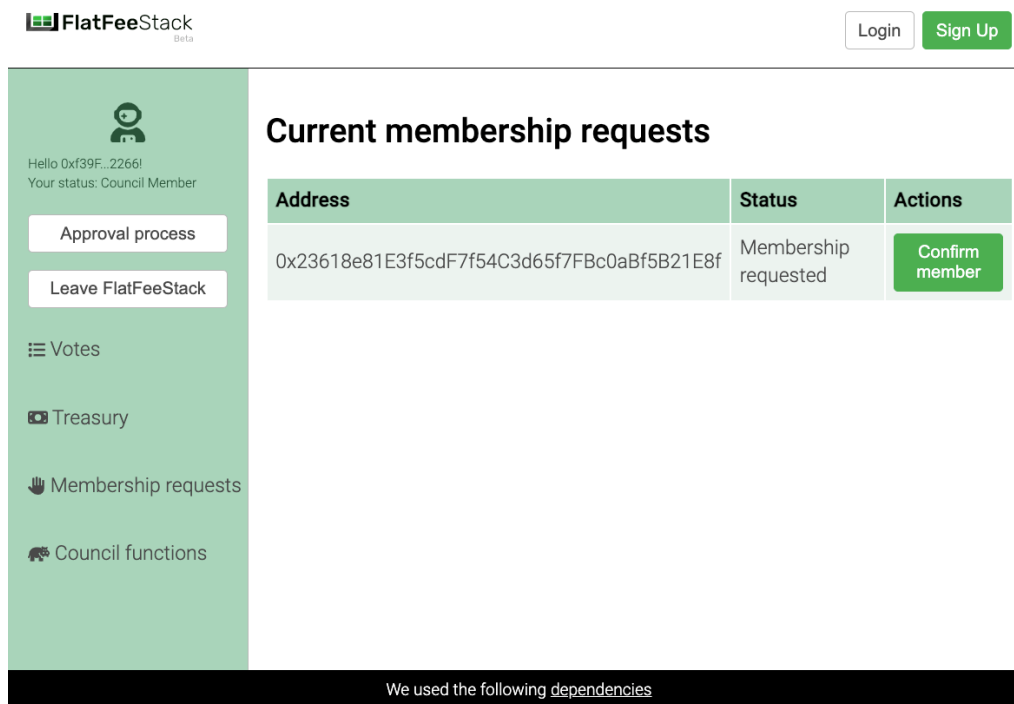 FlatFeeStack
Beta
Login
Sign Up
Hello 0xf39F...2266!
Your status: Council Member
Approval process
Leave FlatFeeStack
Votes
Treasury
Membership requests
Council functions
Current membership requests
Address Status Actions
0x23618e81E3f5cdF7f54C3d65f7FBc0aBf5B21E8f
Membership
requested
Confirm
member
We used the following dependencies